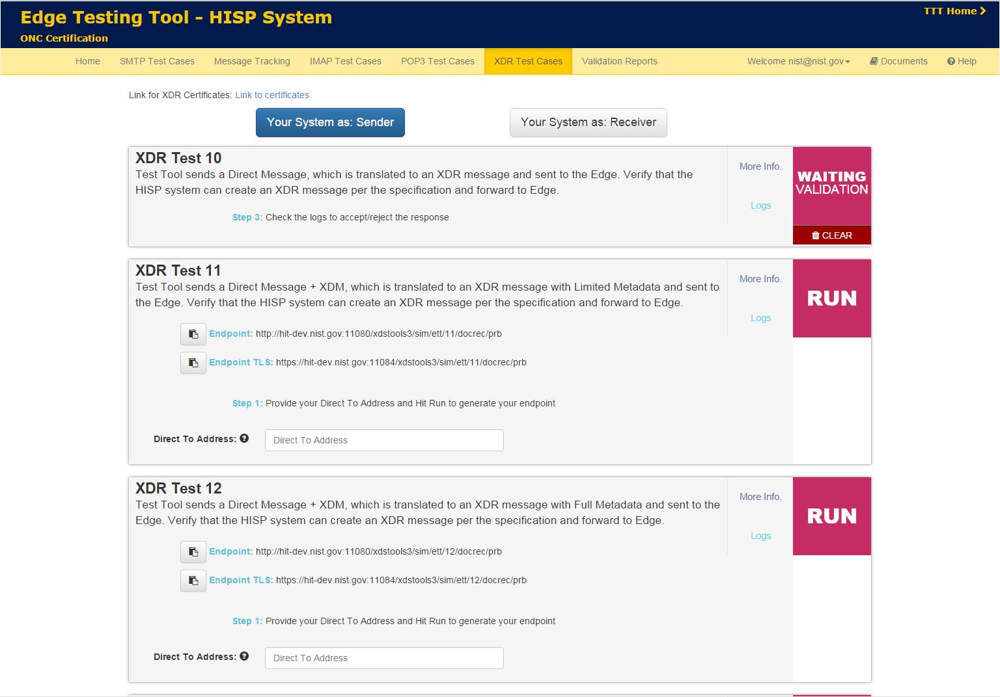 Edge Testing Tool - HISP System
TTT Home
ONC Certification
Home SMTP Test Cases Message Tracking IMAP Test Cases POP3 Test Cases XDR Test Cases Validation Reports Welcome nist@nist.gov Documents Help
Link for XDR Certificates: Link to certificates
Your System as: Sender Your System as: Receiver
XDR Test 10
Test Tool sends a Direct Message, which is translated to an XDR message and sent to the Edge. Verify that the
HISP system can create an XDR message per the specification and forward to Edge.
Step 3: Check the logs to accept/reject the response
More Info.
Logs
WAITING
VALIDATION
CLEAR
XDR Test 11
Test Tool sends a Direct Message + XDM, which is translated to an XDR message with Limited Metadata and sent to
the Edge. Verify that the HISP system can create an XDR message per the specification and forward to Edge.
Endpoint: http://hit-dev.nist.gov:11080/xdstools3/sim/ett/11/docrec/prb
Endpoint TLS: https://hit-dev.nist.gov:11084/xdstools3/sim/ett/11/docrec/prb
Step 1: Provide your Direct To Address and Hit Run to generate your endpoint
Direct To Address: Direct To Address
More Info.
Logs
RUN
XDR Test 12
Test Tool sends a Direct Message + XDM, which is translated to an XDR message with Full Metadata and sent to the
Edge. Verify that the HISP system can create an XDR message per the specification and forward to Edge.
Endpoint: http://hit-dev.nist.gov:11080/xdstools3/sim/ett/12/docrec/prb
Endpoint TLS: https://hit-dev.nist.gov:11084/xdstools3/sim/ett/12/docrec/prb
Step 1: Provide your Direct To Address and Hit Run to generate your endpoint
Direct To Address: Direct To Address
More Info.
Logs
RUN